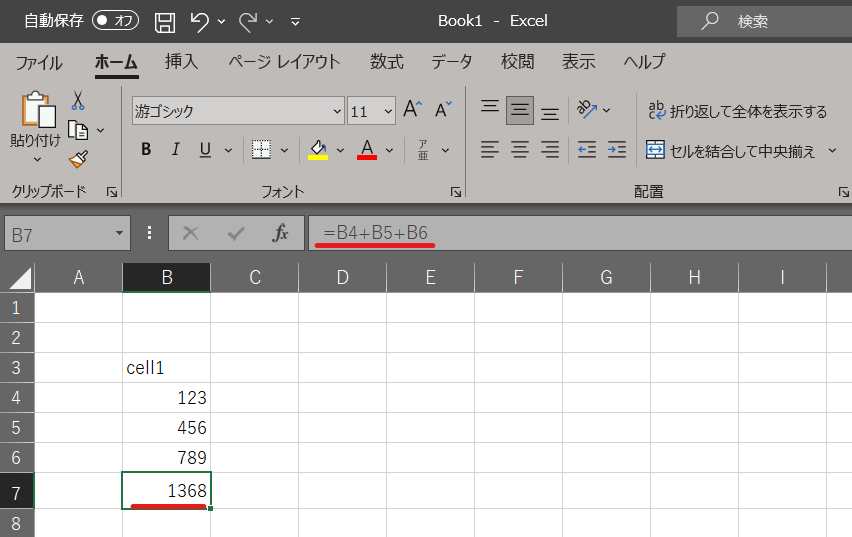 自動保存 オフ Book1 - Excel 検索
ファイル ホーム 挿入 ページ レイアウト 数式 データ 校閲 表示 ヘルプ
貼り付け
游ゴシック 11 A A
B I U A ア亜
ab 折り返して全体を表示する
セルを結合して中央揃え
クリップボード フォント 配置
B7 fx =B4+B5+B6
A B C D E F G H I
1
2
3 cell1
4 123
5 456
6 789
7 1368
8